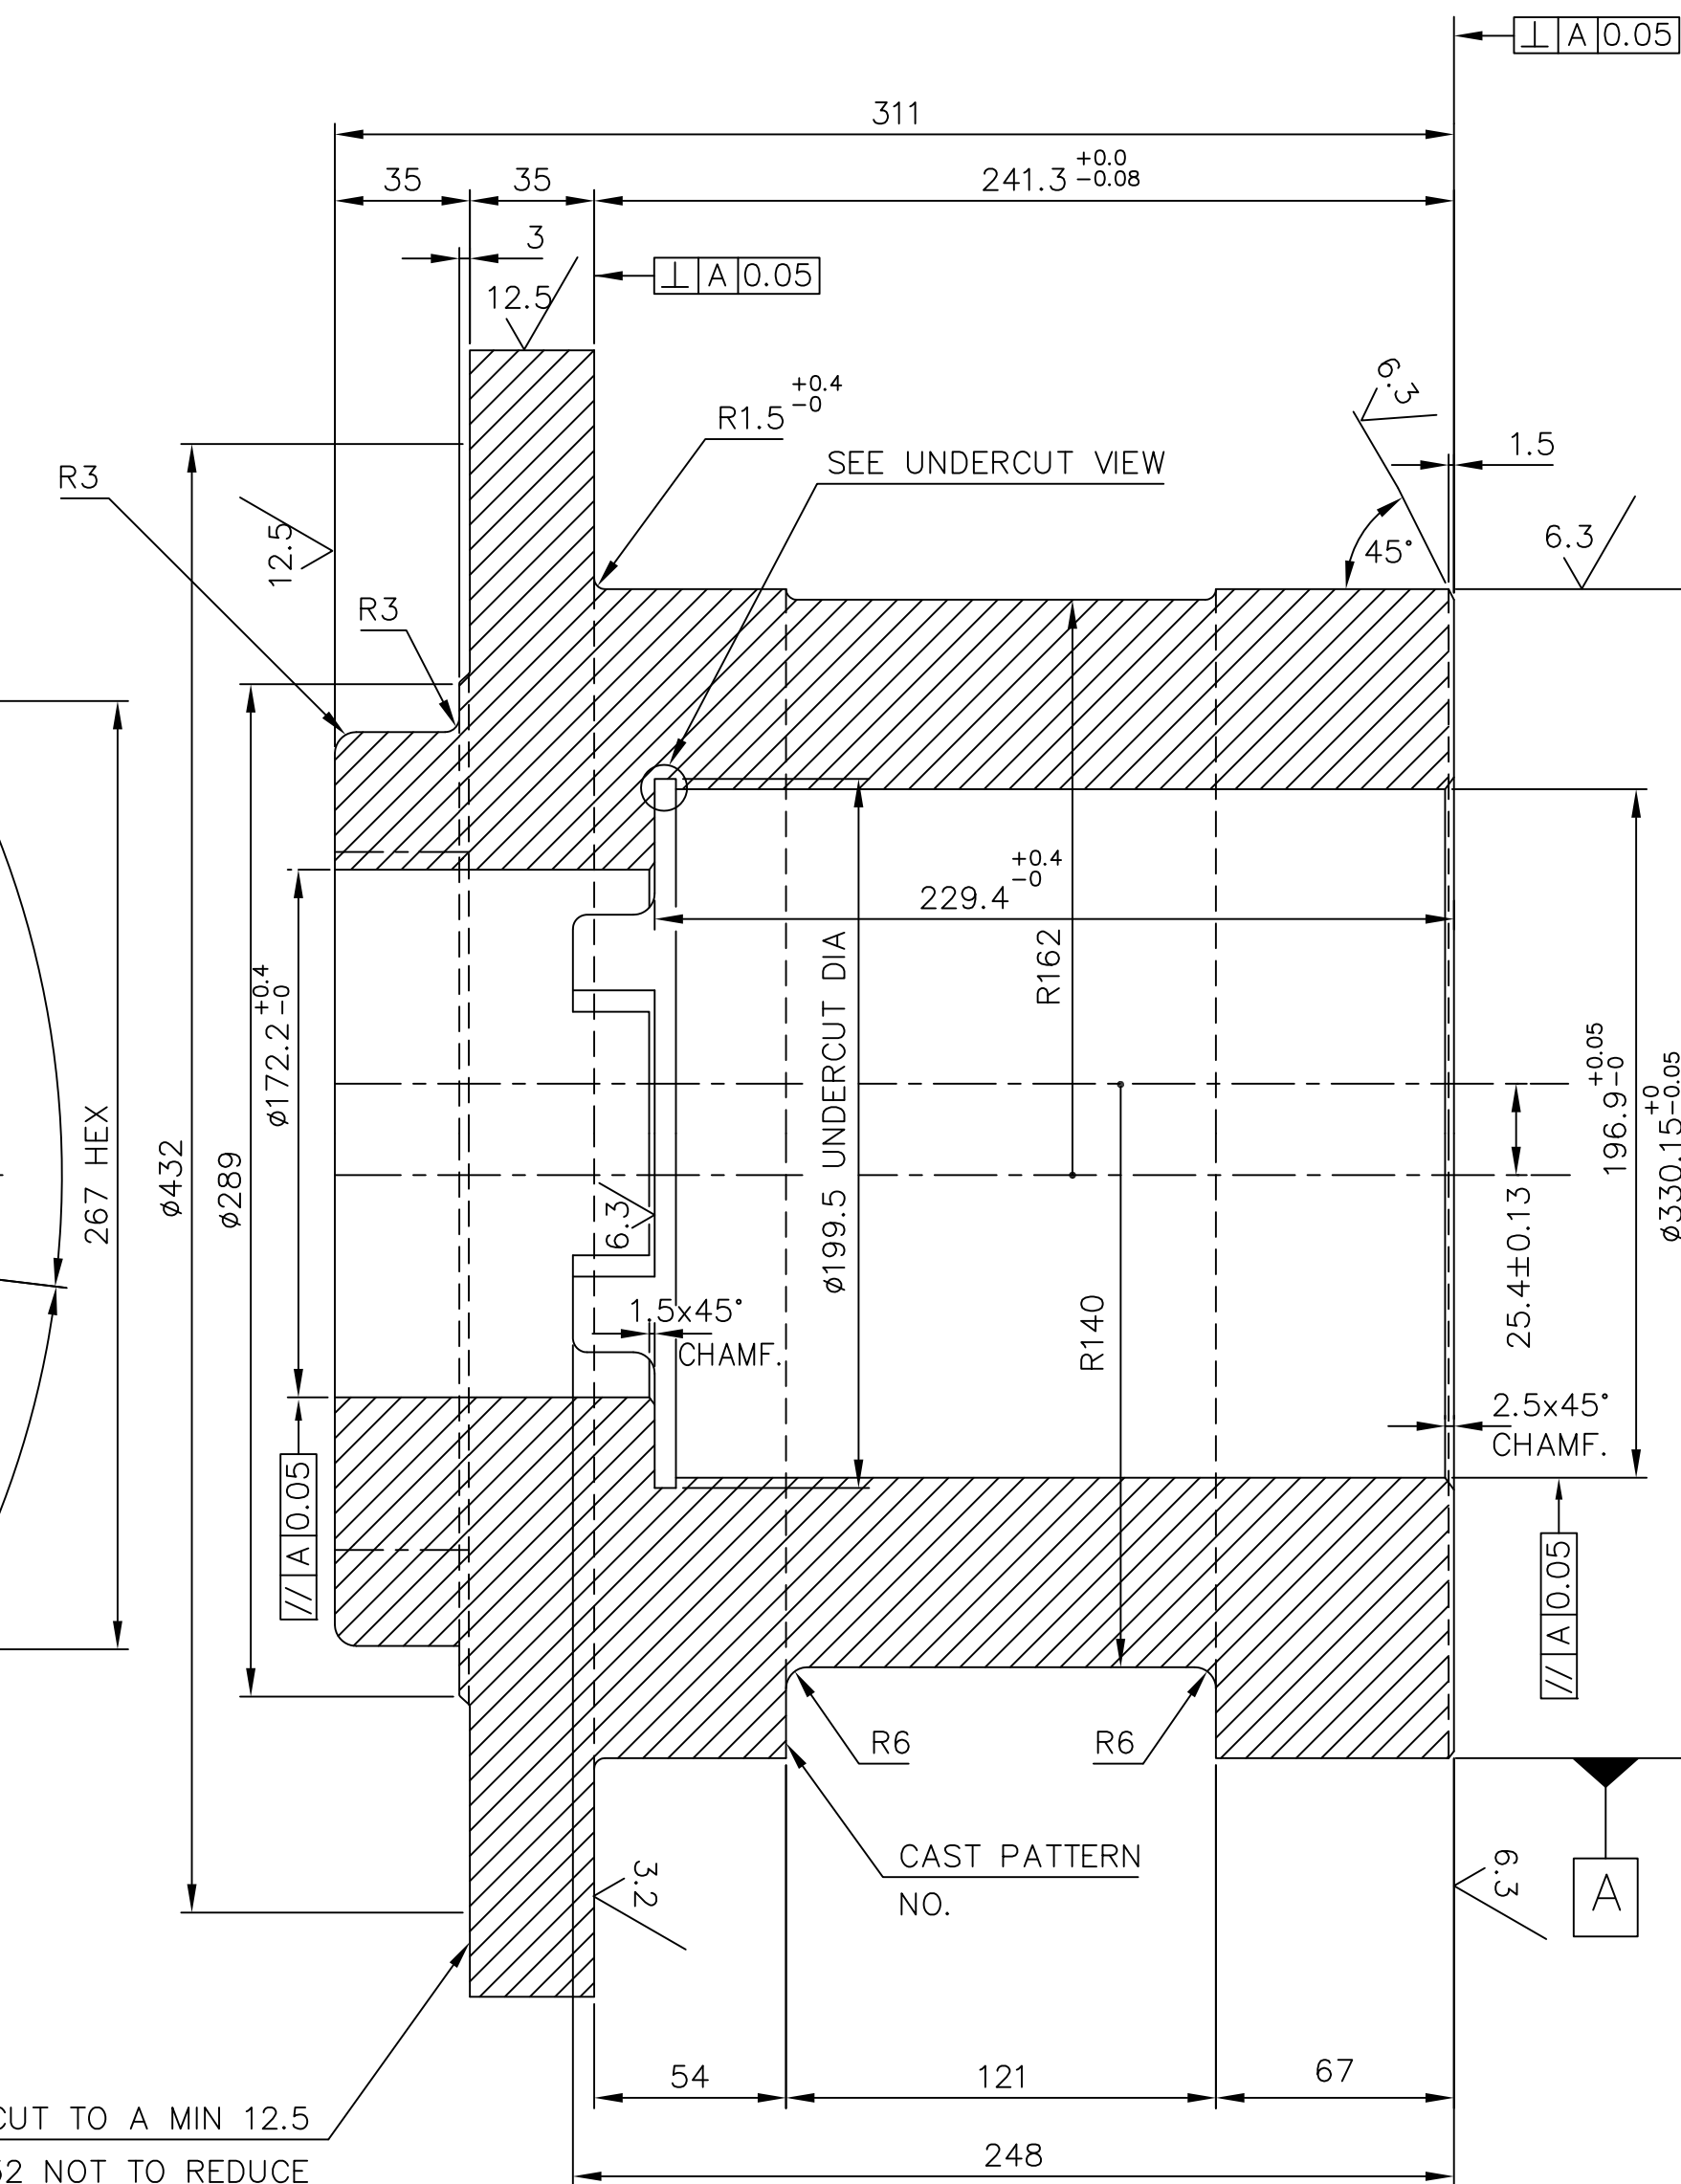 ⊥ A 0.05
311
35
35
241.3 +0.0 -0.08
3
⊥ A 0.05
12.5
R1.5 +0.4 -0
6.3
SEE UNDERCUT VIEW
1.5
R3
12.5
6.3
45°
R3
229.4 +0.4 -0
R162
⌀199.5 UNDERCUT DIA
⌀172.2 +0.4 -0
267 HEX
⌀432
⌀289
196.9 +0.05 -0
⌀330.15 +0 -0.05
6.3
25.4±0.13
1.5x45°
CHAMF.
R140
2.5x45°
CHAMF.
// A 0.05
// A 0.05
R6
R6
CAST PATTERN
NO.
3.2
6.3
A
54
121
67
CUT TO A MIN 12.5
248
52 NOT TO REDUCE